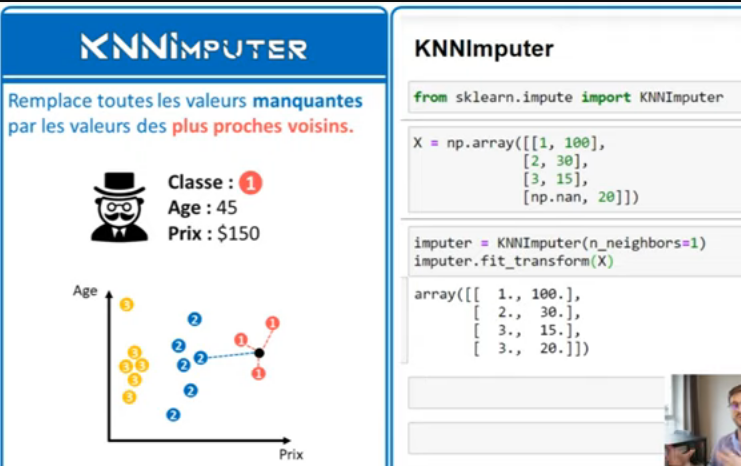 KNNIMPUTER
Remplace toutes les valeurs manquantes
par les valeurs des plus proches voisins.
Classe : 1
Age : 45
Prix : $150
Age
3
2
1
1
3
2
2
3
3
2
1
3
2
3
2
Prix
KNNImputer
from sklearn.impute import KNNImputer
X = np.array([[1, 100],
[2, 30],
[3, 15],
[np.nan, 20]])
imputer = KNNImputer(n_neighbors=1)
imputer.fit_transform(X)
array([[ 1., 100.],
[ 2., 30.],
[ 3., 15.],
[ 3., 20.]])